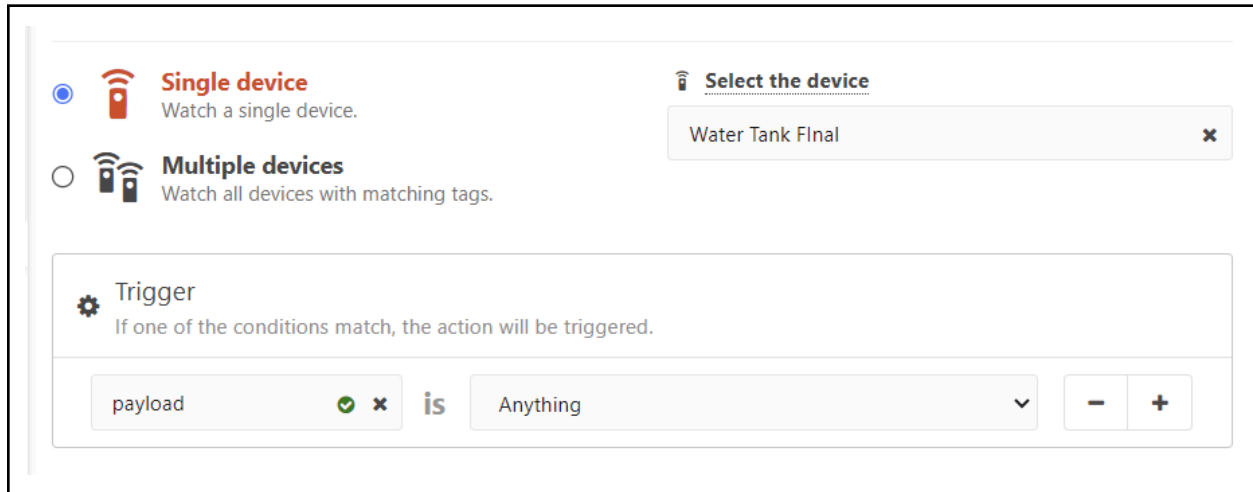 Single device
Watch a single device.
Multiple devices
Watch all devices with matching tags.
Select the device
Water Tank FInal
Trigger
If one of the conditions match, the action will be triggered.
payload is Anything − +